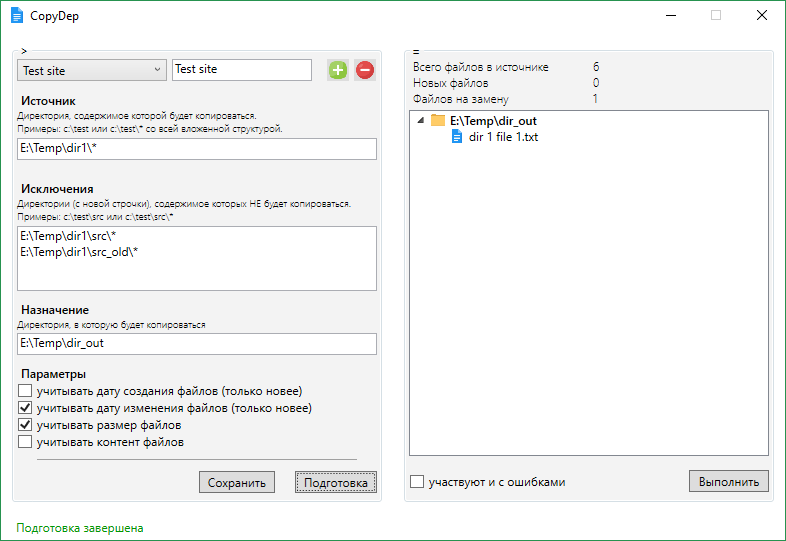 CopyDep
>
Test site
Test site
Источник
Директория, содержимое которой будет копироваться.
Примеры: c:\test или c:\test\* со всей вложенной структурой.
E:\Temp\dir1\*
Исключения
Директории (с новой строчки), содержимое которых НЕ будет копироваться.
Примеры: c:\test\src или c:\test\src\*
E:\Temp\dir1\src\*
E:\Temp\dir1\src_old\*
Назначение
Директория, в которую будет копироваться
E:\Temp\dir_out
Параметры
учитывать дату создания файлов (только новее)
учитывать дату изменения файлов (только новее)
учитывать размер файлов
учитывать контент файлов
Сохранить
Подготовка
=
Всего файлов в источнике 6
Новых файлов 0
Файлов на замену 1
E:\Temp\dir_out
dir 1 file 1.txt
участвуют и с ошибками
Выполнить
Подготовка завершена